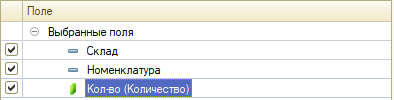 Поле
Выбранные поля
Склад
Номенклатура
Кол-во (Количество)